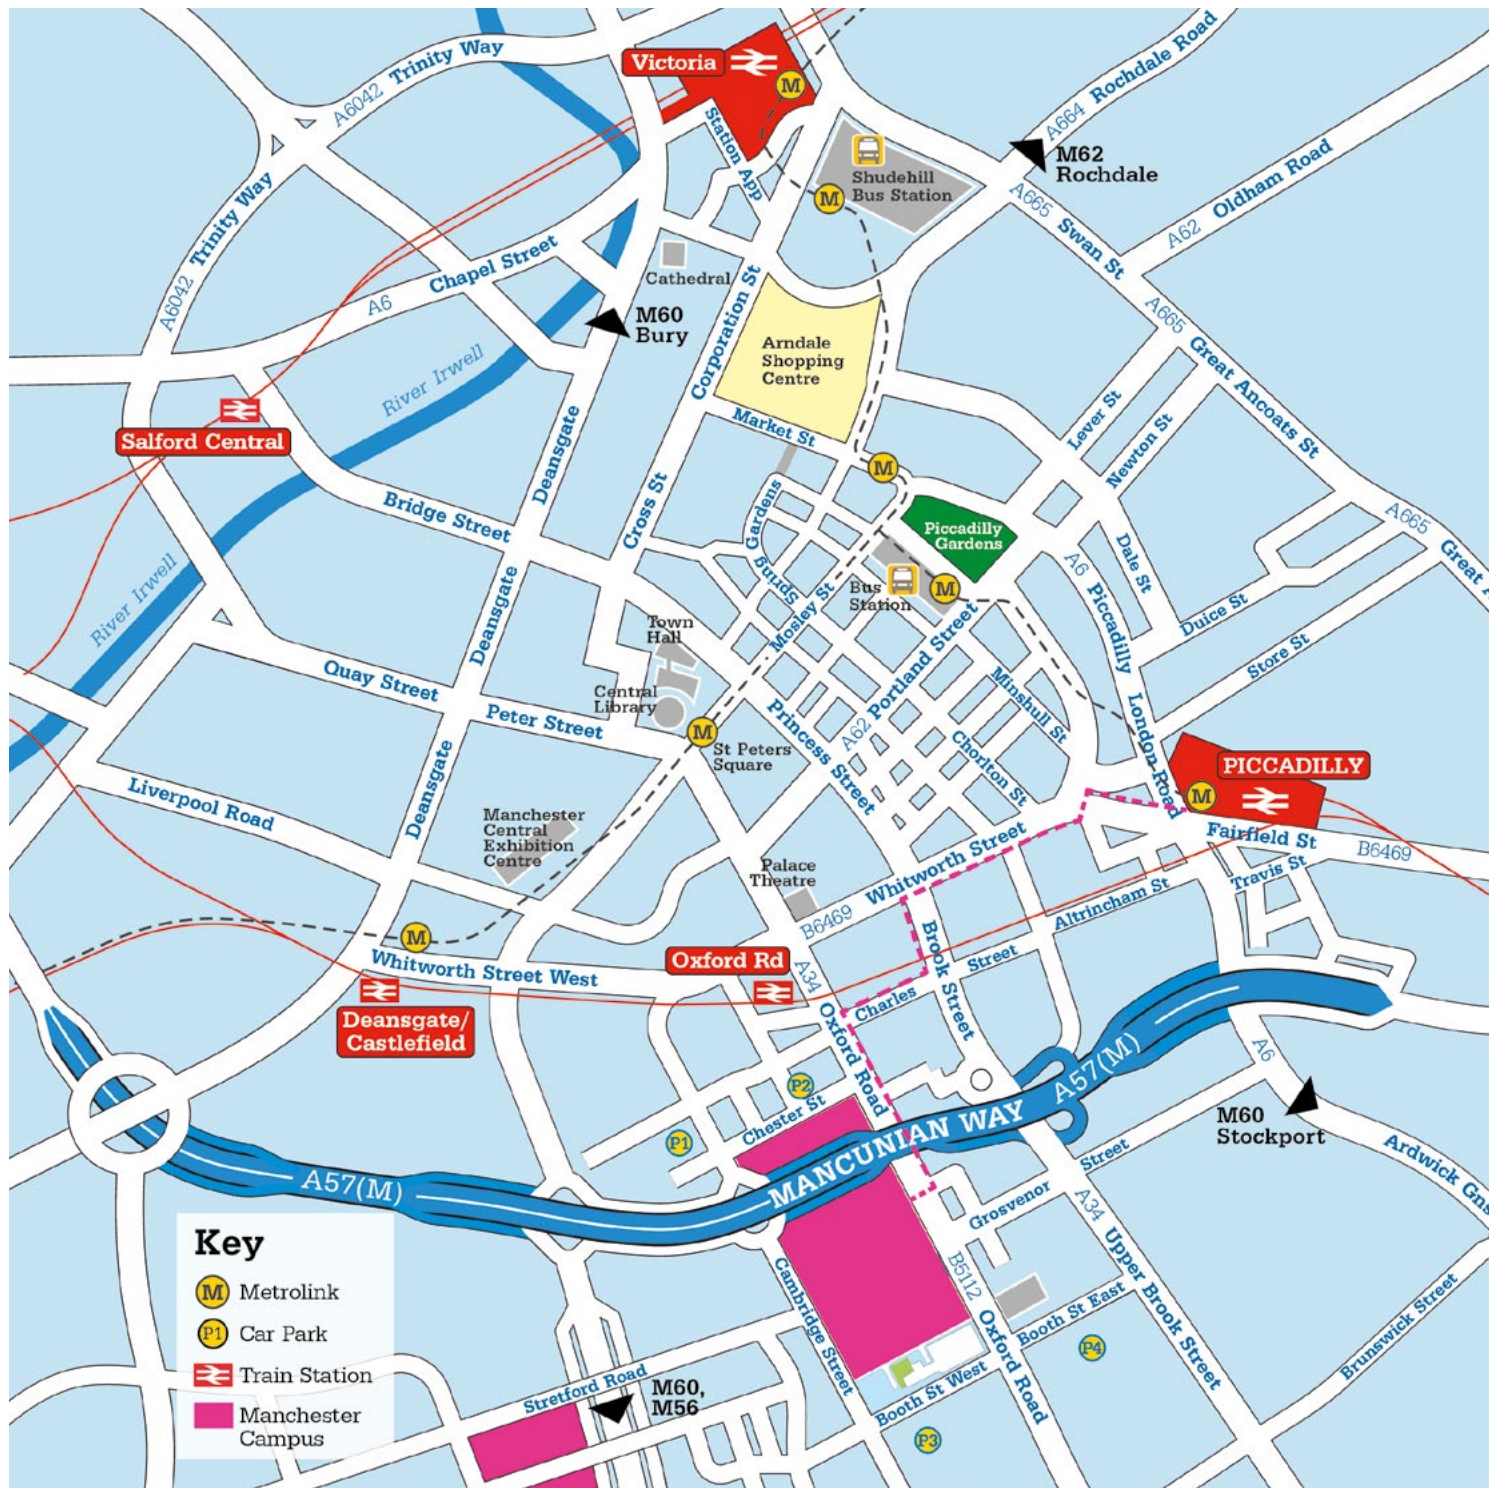 Trinity Way
A6042
Victoria
M
Station App
A664 Rochdale Road
M62
Rochdale
Shudehill
Bus Station
M
A62 Oldham Road
A665
Swan St
Trinity Way
A6042
Chapel Street
A6
Cathedral
M60
Bury
Corporation St
Arndale
Shopping
Centre
A665
Great Ancoats St
River Irwell
Salford Central
Market St
Lever St
Newton St
Deansgate
M
Bridge Street
Cross St
Gardens
Spring
Piccadilly
Gardens
A665
Great
Dale St
A6 Piccadilly
River Irwell
Bus
Station
M
Mosley St
Duice St
Store St
Deansgate
Town
Hall
Quay Street
Central
Library
Peter Street
M
St Peters
Square
Princess Street
A62 Portland Street
Minshull St
London Road
Chorlton St
PICCADILLY
M
Liverpool Road
Deansgate
Manchester
Central
Exhibition
Centre
Palace
Theatre
Whitworth Street
B6469
Fairfield St
B6469
Travis St
Altrincham St
M
Whitworth Street West
Oxford Rd
Brook Street
Charles
Street
A34
Oxford Road
Deansgate/
Castlefield
A6
A57(M)
MANCUNIAN WAY
P2
P1
Chester St
M60
Stockport
Ardwick Gns
A57(M)
Grosvenor
Street
A34 Upper Brook Street
B5112
Oxford Road
Cambridge Street
Booth St East
P4
Booth St West
P3
Brunswick Street
Stretford Road
M60,
M56
Key
M Metrolink
P1 Car Park
Train Station
Manchester
Campus